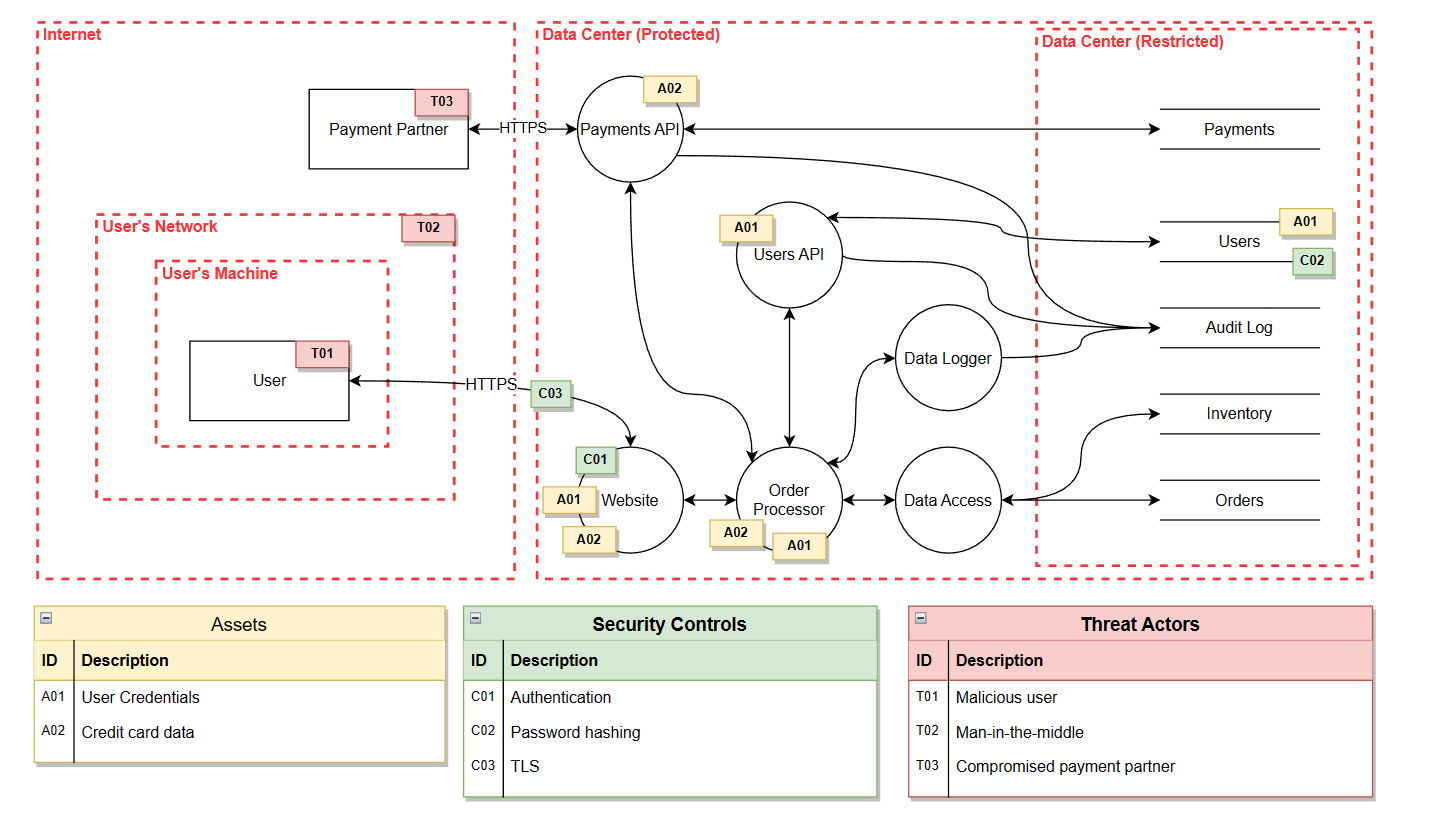 Internet
Data Center (Protected)
Data Center (Restricted)
A02
T03
Payment Partner
HTTPS
Payments API
Payments
T02
User's Network
A01
Users API
A01
Users
C02
User's Machine
T01
User
HTTPS
C03
Audit Log
Data Logger
Inventory
C01
A01
Website
A02
Order
Processor
A02
A01
Data Access
Orders
Assets
ID Description
A01 User Credentials
A02 Credit card data
Security Controls
ID Description
C01 Authentication
C02 Password hashing
C03 TLS
Threat Actors
ID Description
T01 Malicious user
T02 Man-in-the-middle
T03 Compromised payment partner